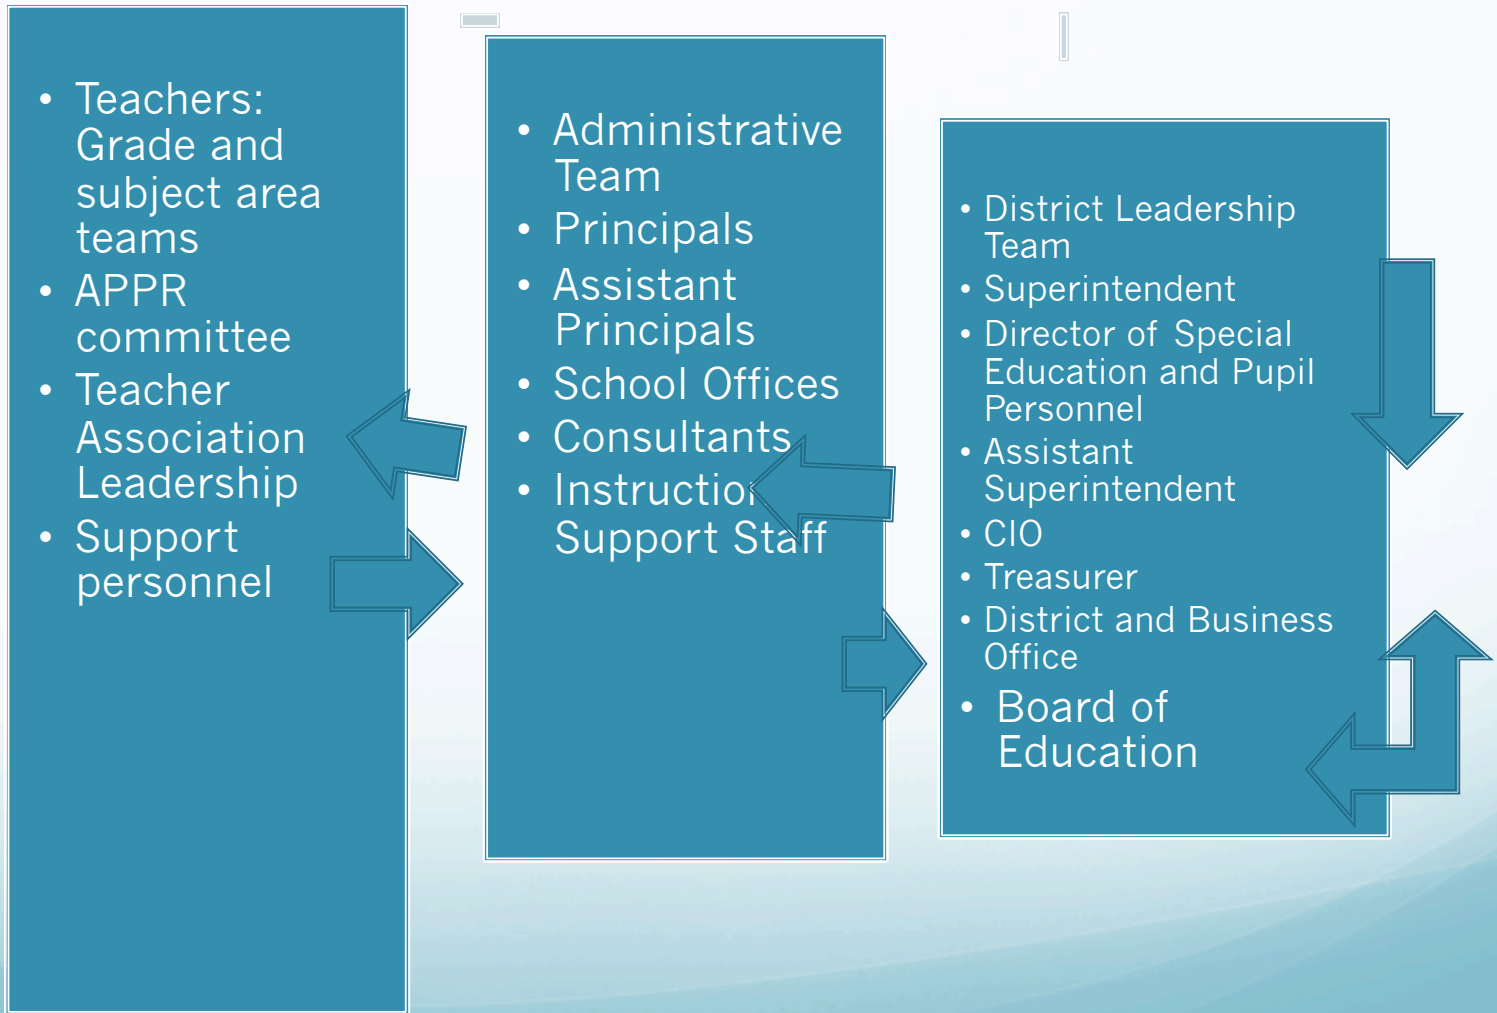 • Teachers:
Grade and
subject area
teams
• APPR
committee
• Teacher
Association
Leadership
• Support
personnel
• Administrative
Team
• Principals
• Assistant
Principals
• School Offices
• Consultants
• Instruction
Support Staff
• District Leadership
Team
• Superintendent
• Director of Special
Education and Pupil
Personnel
• Assistant
Superintendent
• CIO
• Treasurer
• District and Business
Office
• Board of
Education